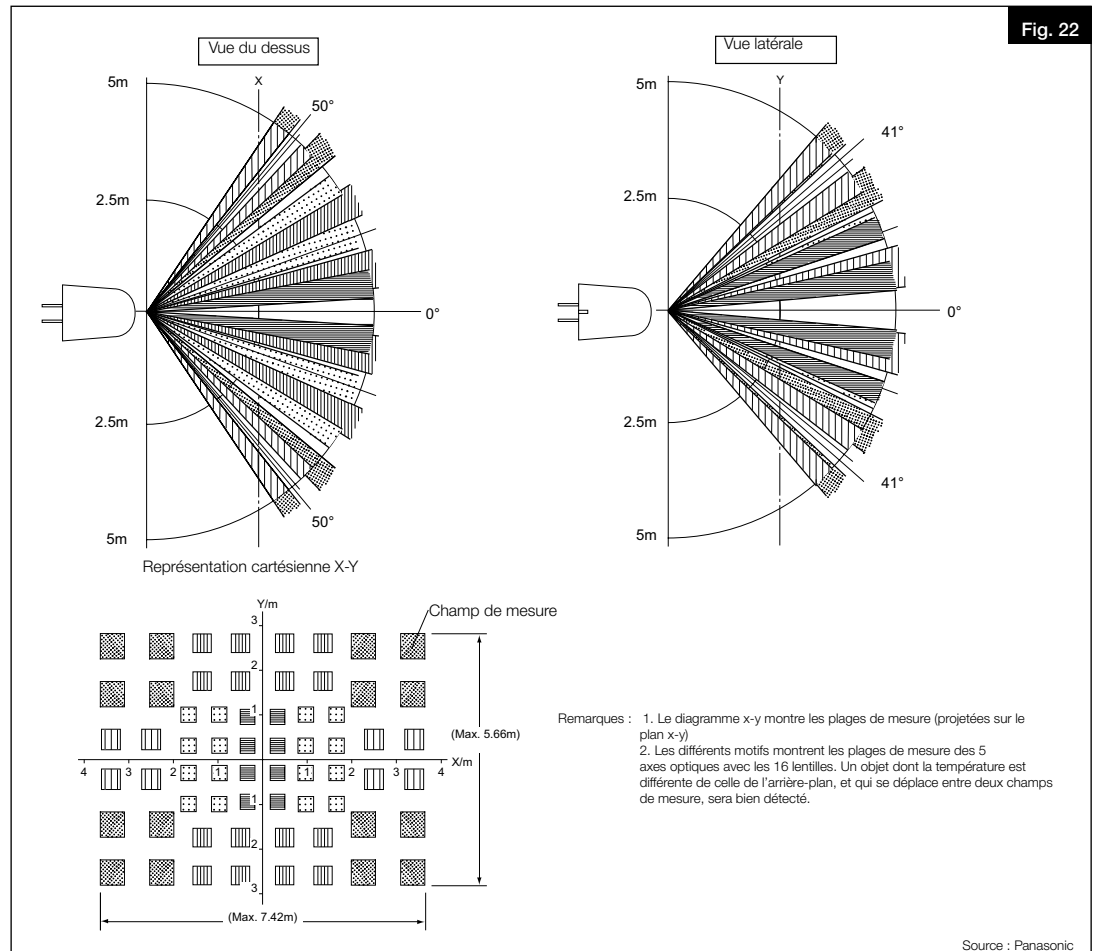 Fig. 22
Vue du dessus
Vue latérale
5m
X
50°
2.5m
0°
2.5m
50°
5m
5m
Y
41°
2.5m
0°
2.5m
41°
5m
Représentation cartésienne X-Y
Y/m
Champ de mesure
3
2
1
(Max. 5.66m)
X/m
4 3 2 1 1 2 3 4
1
2
3
(Max. 7.42m)
Remarques : 1. Le diagramme x-y montre les plages de mesure (projetées sur le
plan x-y)
2. Les différents motifs montrent les plages de mesure des 5
axes optiques avec les 16 lentilles. Un objet dont la température est
différente de celle de l'arrière-plan, et qui se déplace entre deux champs
de mesure, sera bien détecté.
Source : Panasonic